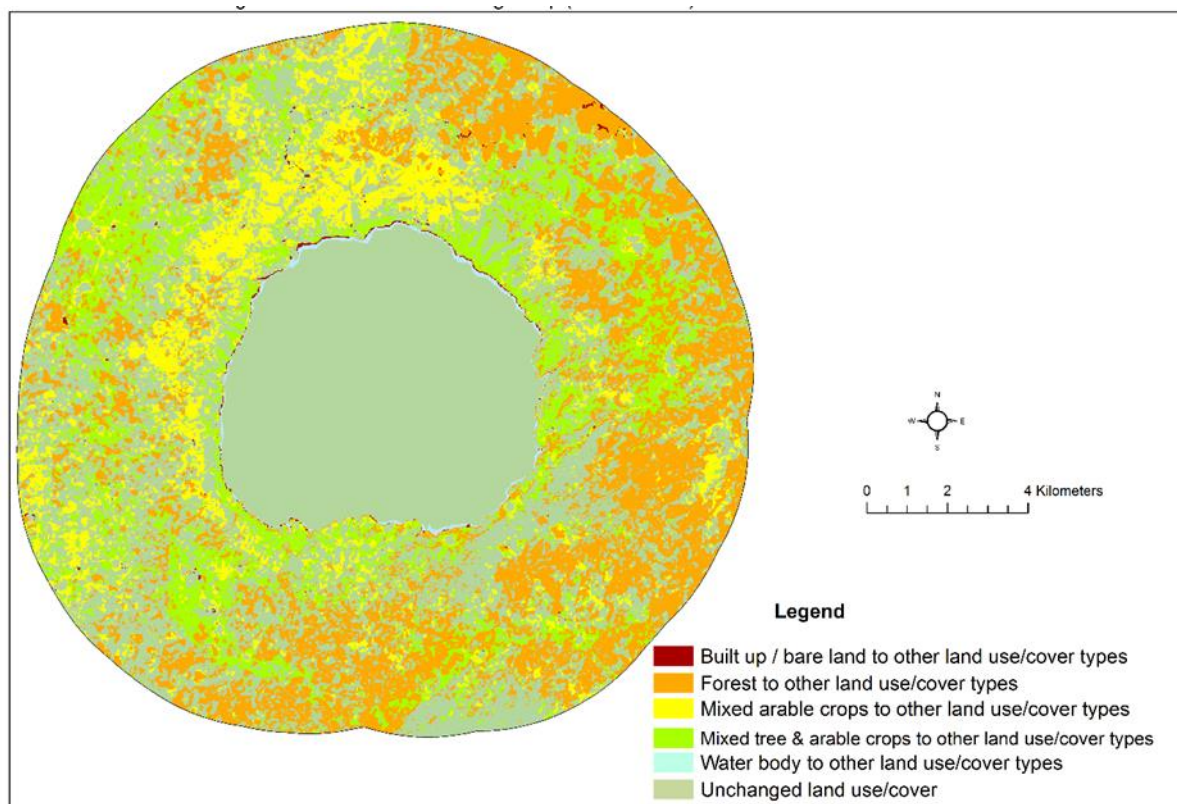 N
W E
S
0 1 2 4 Kilometers
Legend
Built up / bare land to other land use/cover types
Forest to other land use/cover types
Mixed arable crops to other land use/cover types
Mixed tree & arable crops to other land use/cover types
Water body to other land use/cover types
Unchanged land use/cover